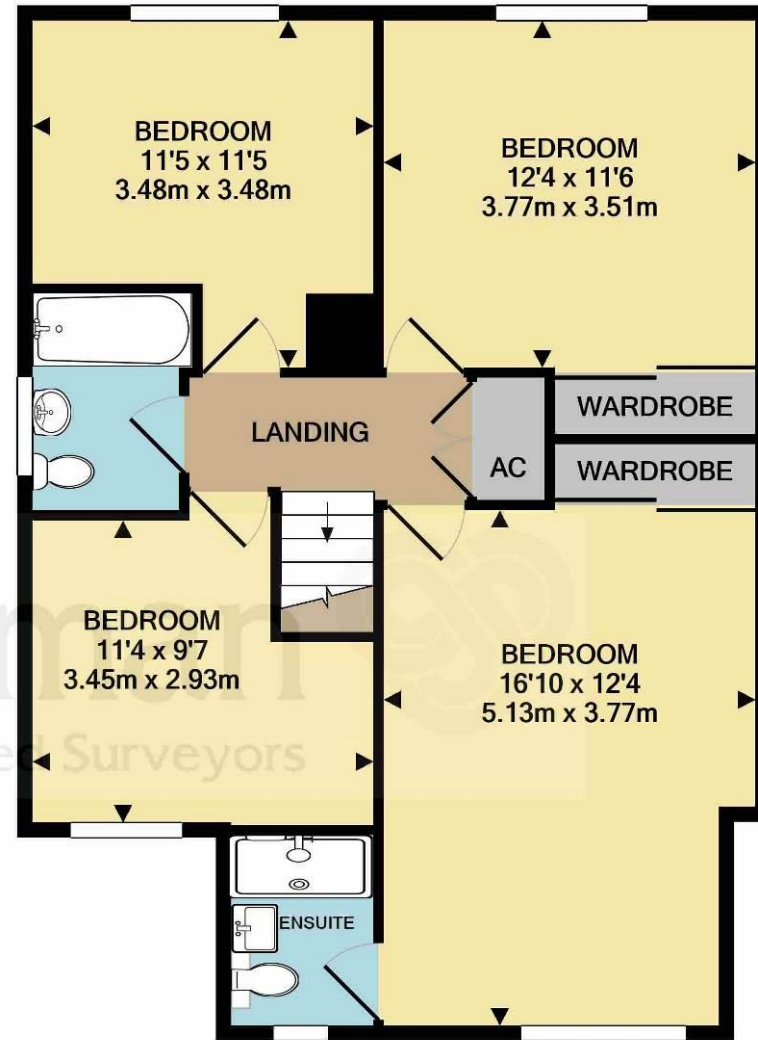 BEDROOM
11'5 x 11'5
3.48m x 3.48m
BEDROOM
12'4 x 11'6
3.77m x 3.51m
LANDING
AC
WARDROBE
WARDROBE
BEDROOM
11'4 x 9'7
3.45m x 2.93m
BEDROOM
16'10 x 12'4
5.13m x 3.77m
ENSUITE
Surveyors